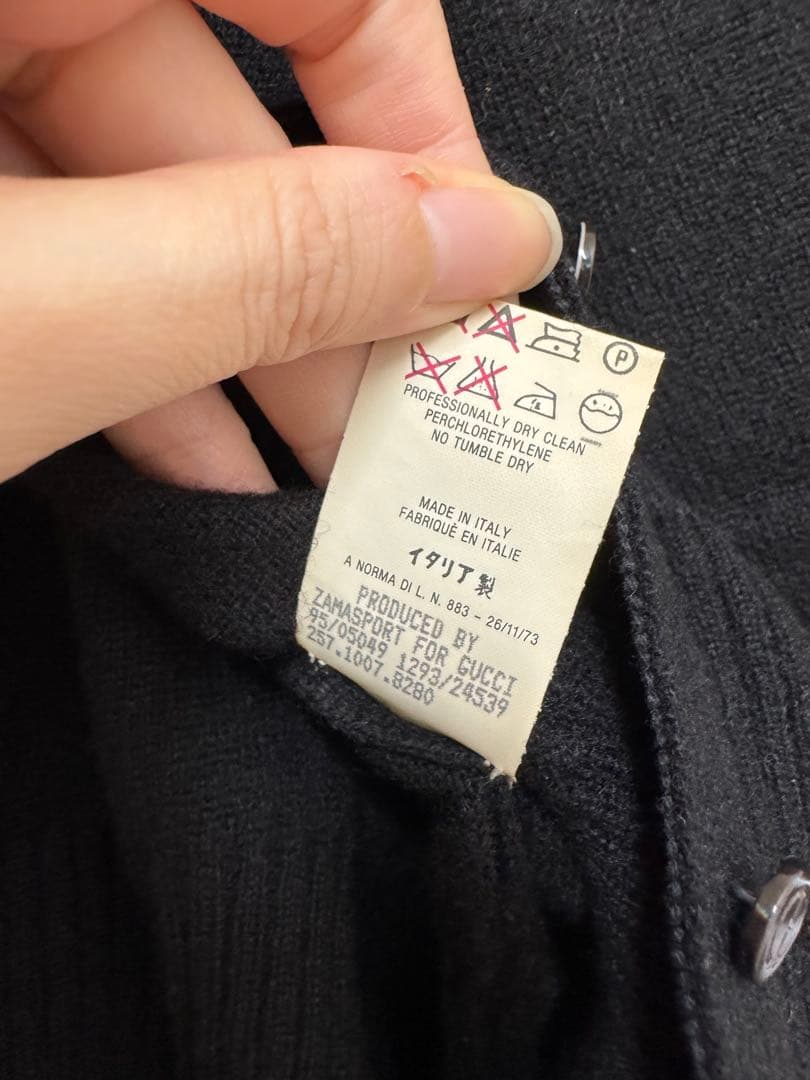 P
PROFESSIONALLY DRY CLEAN
PERCHLORETHYLENE
NO TUMBLE DRY
MADE IN ITALY
FABRIQUÈ EN ITALIE
イタリア製
A NORMA DI L. N. 883 - 26/11/73
PRODUCED BY
ZAMASPORT FOR GUCCI
95/05049 1293/24539
257.1007.8280